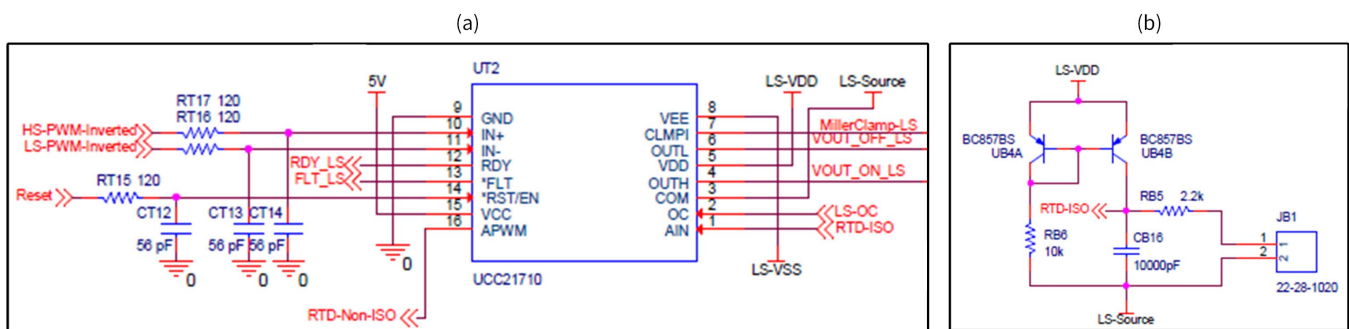 (a)
(b)
UT2
5V
LS-VDD
LS-Source
RT17 120
RT16 120
HS-PWM-Inverted
LS-PWM-Inverted
RDY_LS
FLT_LS
Reset
RT15 120
CT12
CT13
CT14
56 pF
56 pF
56 pF
0
0
0
0
9
10
11
12
13
14
15
16
GND
IN+
IN-
RDY
*FLT
*RST/EN
VCC
APWM
VEE
CLMPI
OUTL
VDD
OUTH
COM
OC
AIN
8
7
6
5
4
3
2
1
MillerClamp-LS
VOUT_OFF_LS
VOUT_ON_LS
LS-OC
RTD-ISO
LS-VSS
UCC21710
RTD-Non-ISO
LS-VDD
BC857BS
UB4A
BC857BS
UB4B
RTD-ISO
RB5
2.2k
JB1
RB6
10k
CB16
10000pF
1
2
1
2
22-28-1020
LS-Source